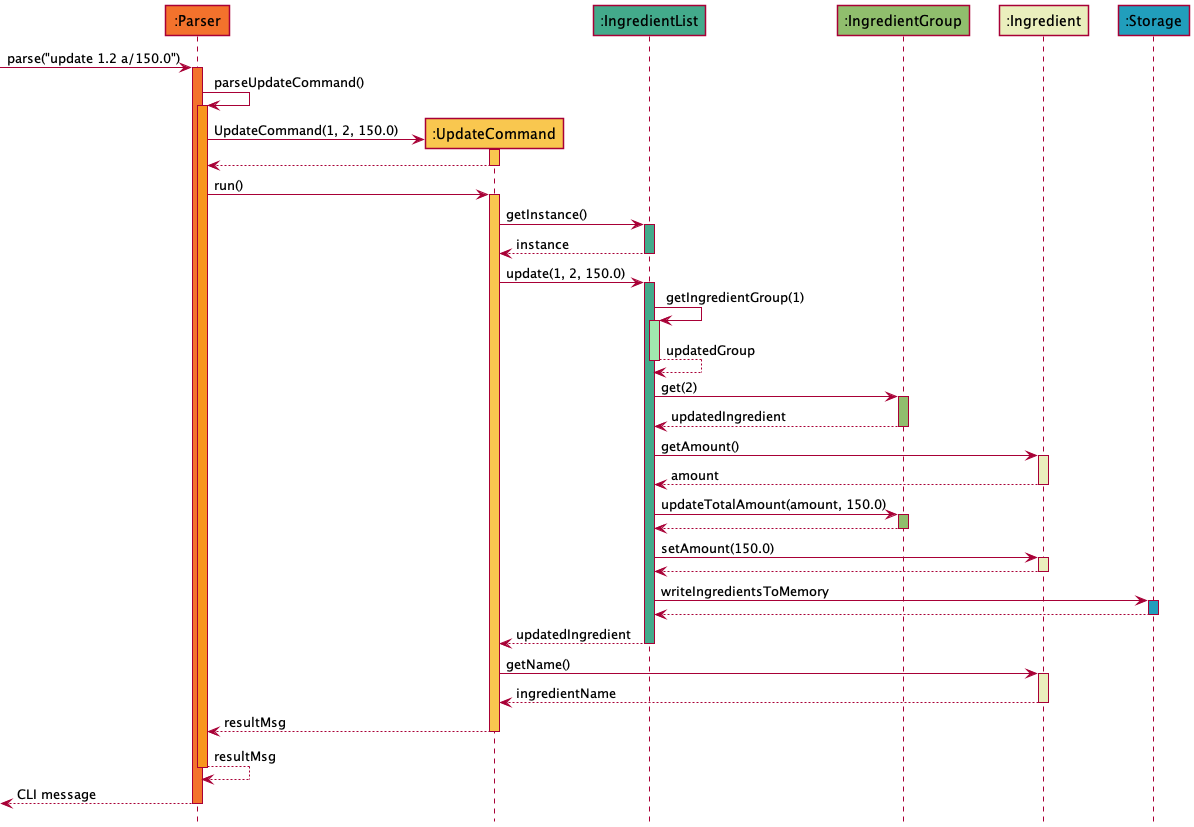 :Parser
:IngredientList
:IngredientGroup
:Ingredient
:Storage
parse("update 1.2 a/150.0")
parseUpdateCommand()
UpdateCommand(1, 2, 150.0)
:UpdateCommand
run()
getInstance()
instance
update(1, 2, 150.0)
getIngredientGroup(1)
updatedGroup
get(2)
updatedIngredient
getAmount()
amount
updateTotalAmount(amount, 150.0)
setAmount(150.0)
writeIngredientsToMemory
updatedIngredient
getName()
ingredientName
resultMsg
resultMsg
CLI message